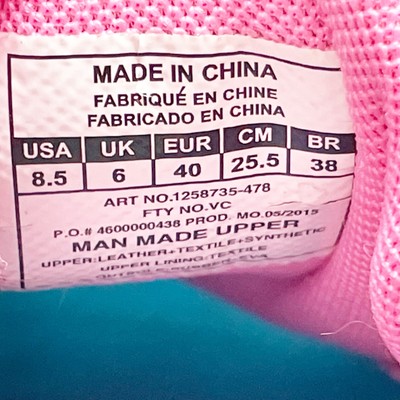 MADE IN CHINA
FABRIQUÉ EN CHINE
FABRICADO EN CHINA
USA UK EUR CM BR
8.5 6 40 25.5 38
ART NO.1258735-478
FTY NO.VC
P.O.# 4600000438 PROD. MO.05/2015
MAN MADE UPPER
UPPER:LEATHER+TEXTILE+SYNTHETIC
UPPER LINING:TEXTILE